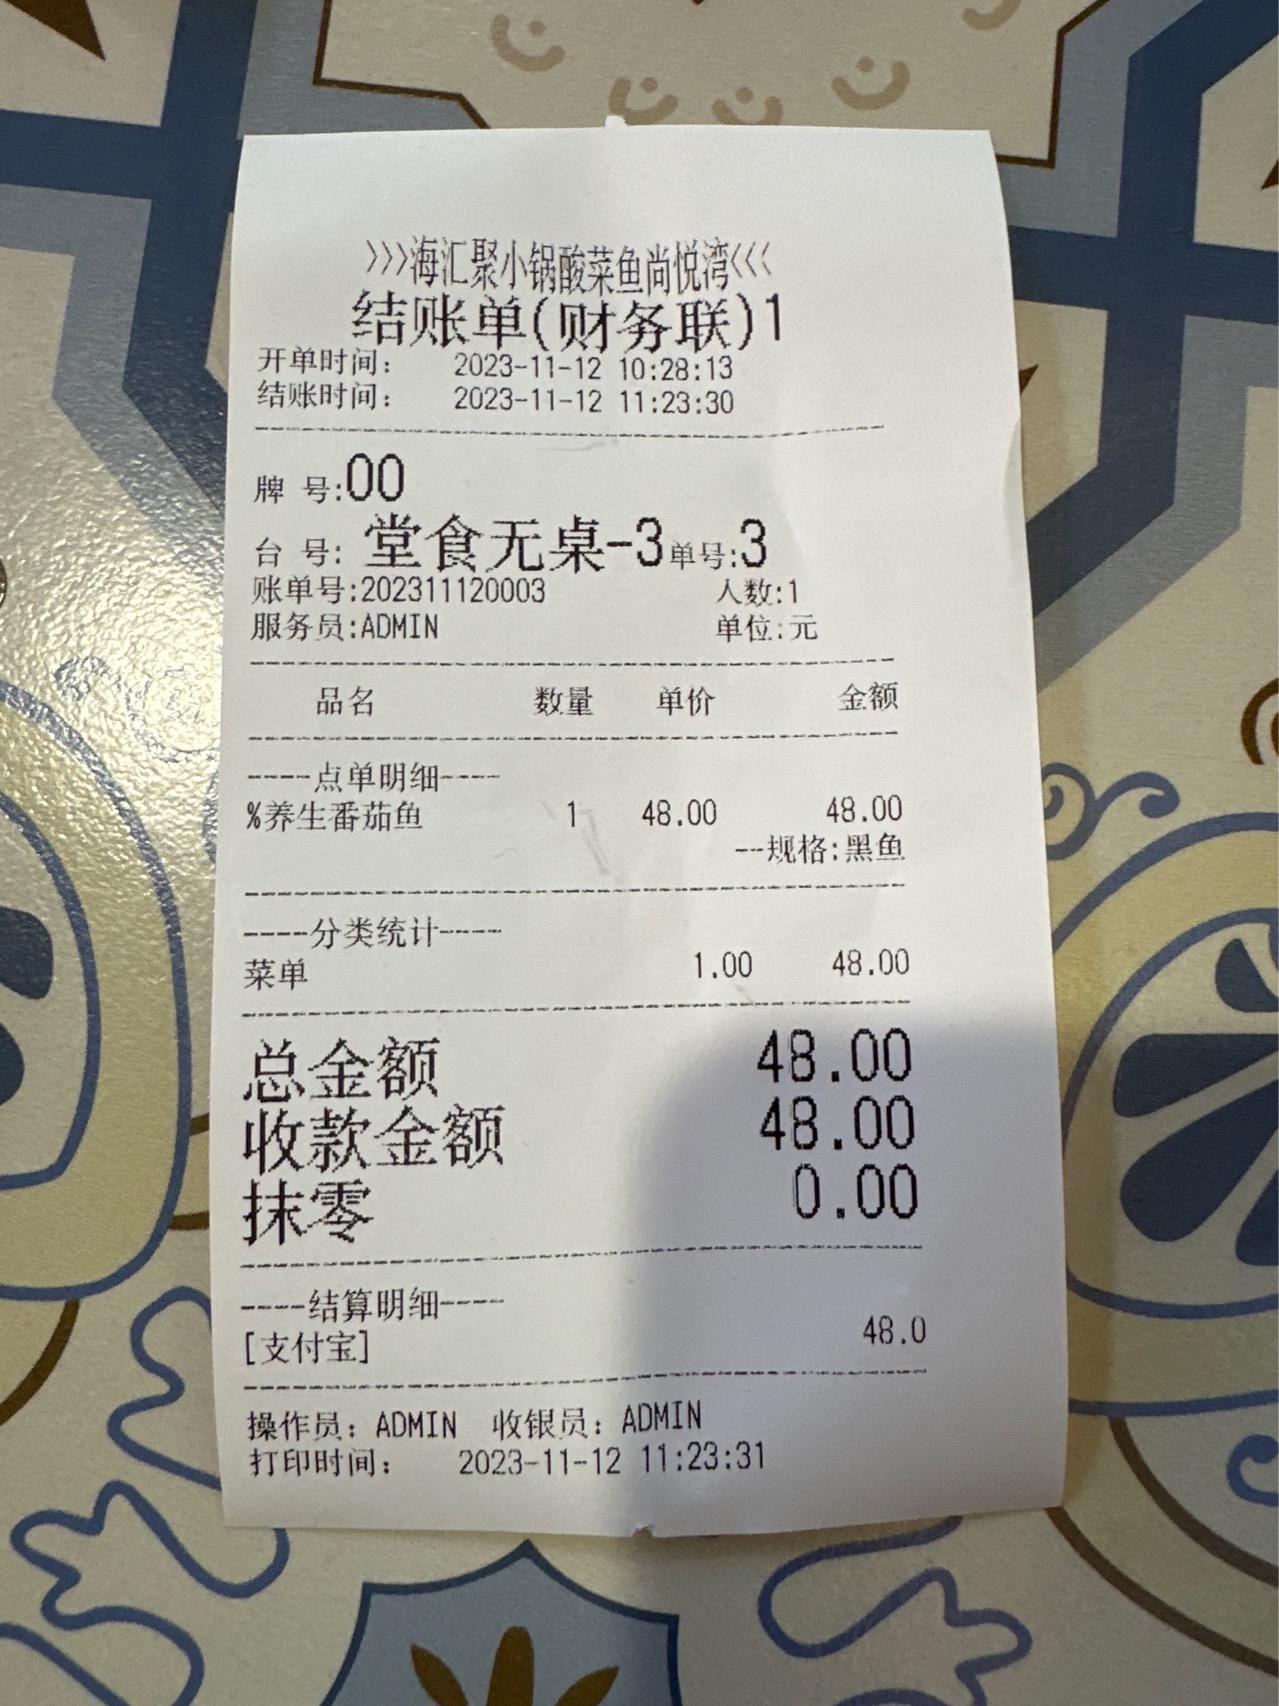 >>>海汇聚小锅酸菜鱼尚悦湾<<<
结账单(财务联)1
开单时间: 2023-11-12 10:28:13
结账时间: 2023-11-12 11:23:30
牌 号:00
台 号: 堂食无桌-3单号:3
账单号:202311120003 人数:1
服务员:ADMIN 单位:元
品名 数量 单价 金额
----点单明细----
%养生番茄鱼 1 48.00 48.00
--规格:黑鱼
----分类统计----
菜单 1.00 48.00
总金额 48.00
收款金额 48.00
抹零 0.00
----结算明细----
[支付宝] 48.0
操作员: ADMIN 收银员: ADMIN
打印时间: 2023-11-12 11:23:31